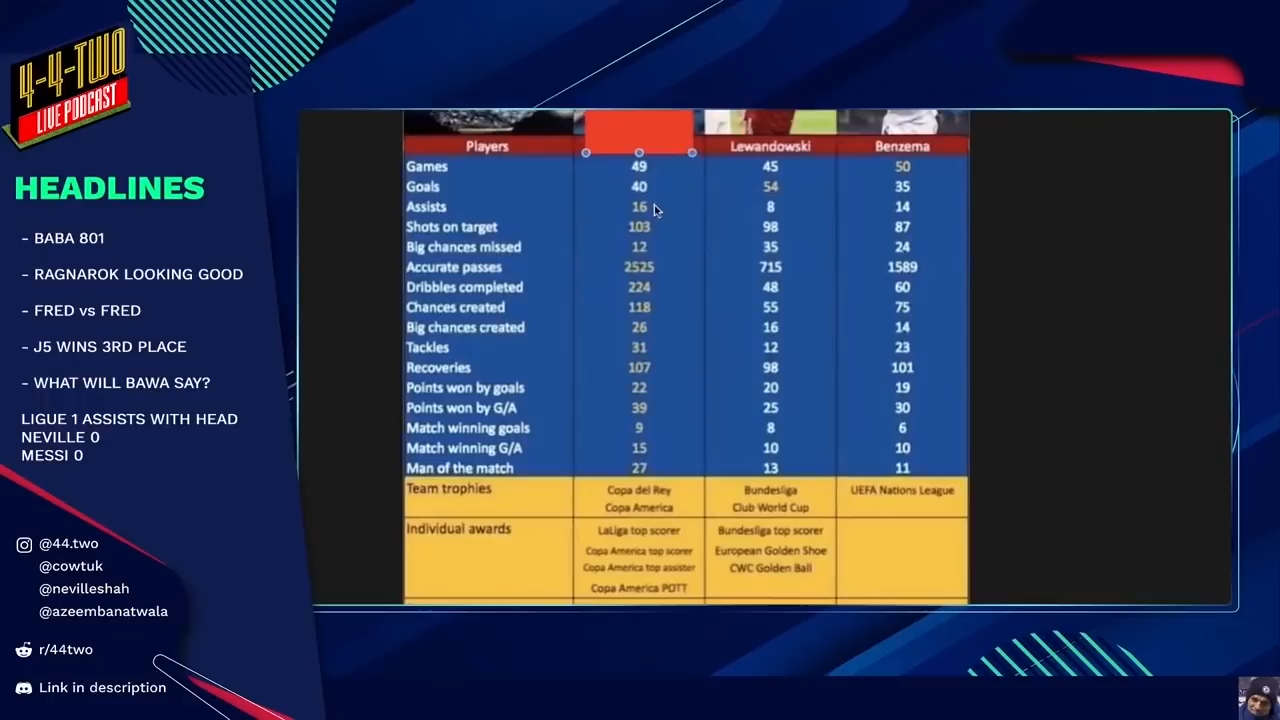 4-4-TWO
LIVE PODCAST
HEADLINES
- BABA 801
- RAGNAROK LOOKING GOOD
- FRED vs FRED
- J5 WINS 3RD PLACE
- WHAT WILL BAWA SAY?
LIGUE 1 ASSISTS WITH HEAD
NEVILLE 0
MESSI 0
@44.two
@cowtuk
@nevilleshah
@azeembanatwala
r/44two
Link in description
Players Lewandowski Benzema
Games 49 45 50
Goals 40 54 35
Assists 16 8 14
Shots on target 103 98 87
Big chances missed 12 35 24
Accurate passes 2525 715 1589
Dribbles completed 224 48 60
Chances created 118 55 75
Big chances created 26 16 14
Tackles 31 12 23
Recoveries 107 98 101
Points won by goals 22 20 19
Points won by G/A 39 25 30
Match winning goals 9 8 6
Match winning G/A 15 10 10
Man of the match 27 13 11
Team trophies Copa del Rey Bundesliga UEFA Nations League
Copa America Club World Cup
Individual awards LaLiga top scorer Bundesliga top scorer
Copa America top scorer European Golden Shoe
Copa America top assister CWC Golden Ball
Copa America POTT